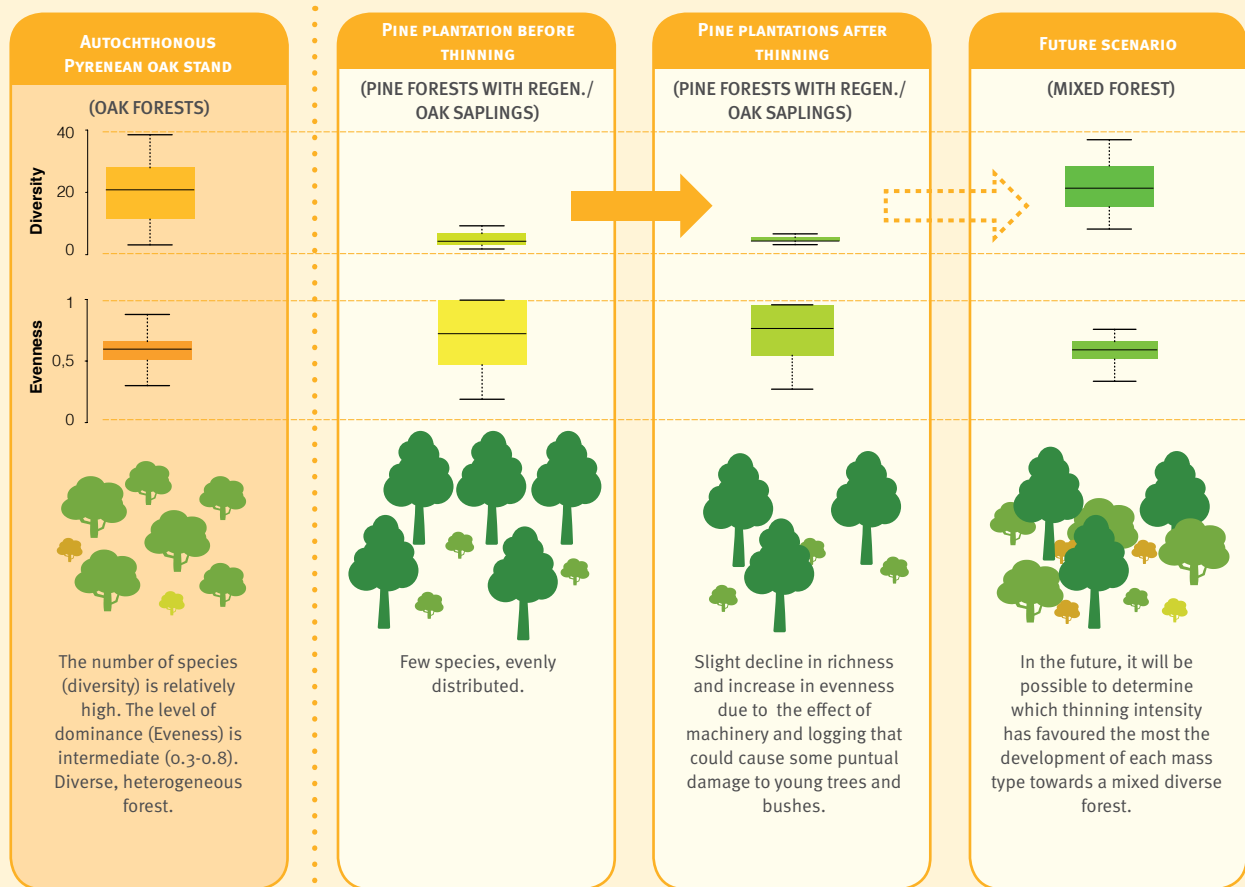 AUTOCHTHONOUS
PYRENEAN OAK STAND
(OAK FORESTS)
Diversity
40
20
0
Evenness
1
0,5
0
The number of species
(diversity) is relatively
high. The level of
dominance (Eveness) is
intermediate (0.3-0.8).
Diverse, heterogeneous
forest.
PINE PLANTATION BEFORE
THINNING
(PINE FORESTS WITH REGEN./
OAK SAPLINGS)
Few species, evenly
distributed.
PINE PLANTATIONS AFTER
THINNING
(PINE FORESTS WITH REGEN./
OAK SAPLINGS)
Slight decline in richness
and increase in evenness
due to the effect of
machinery and logging that
could cause some puntual
damage to young trees and
bushes.
FUTURE SCENARIO
(MIXED FOREST)
In the future, it will be
possible to determine
which thinning intensity
has favoured the most the
development of each mass
type towards a mixed diverse
forest.